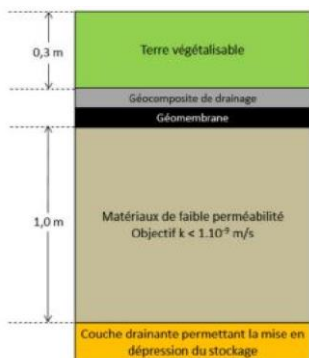 0,3 m
Terre végétalisable
Géocomposite de drainage
Géomembrane
1,0 m
Matériaux de faible perméabilité
Objectif k < 1.10⁻⁹ m/s
Couche drainante permettant la mise en
dépression du stockage